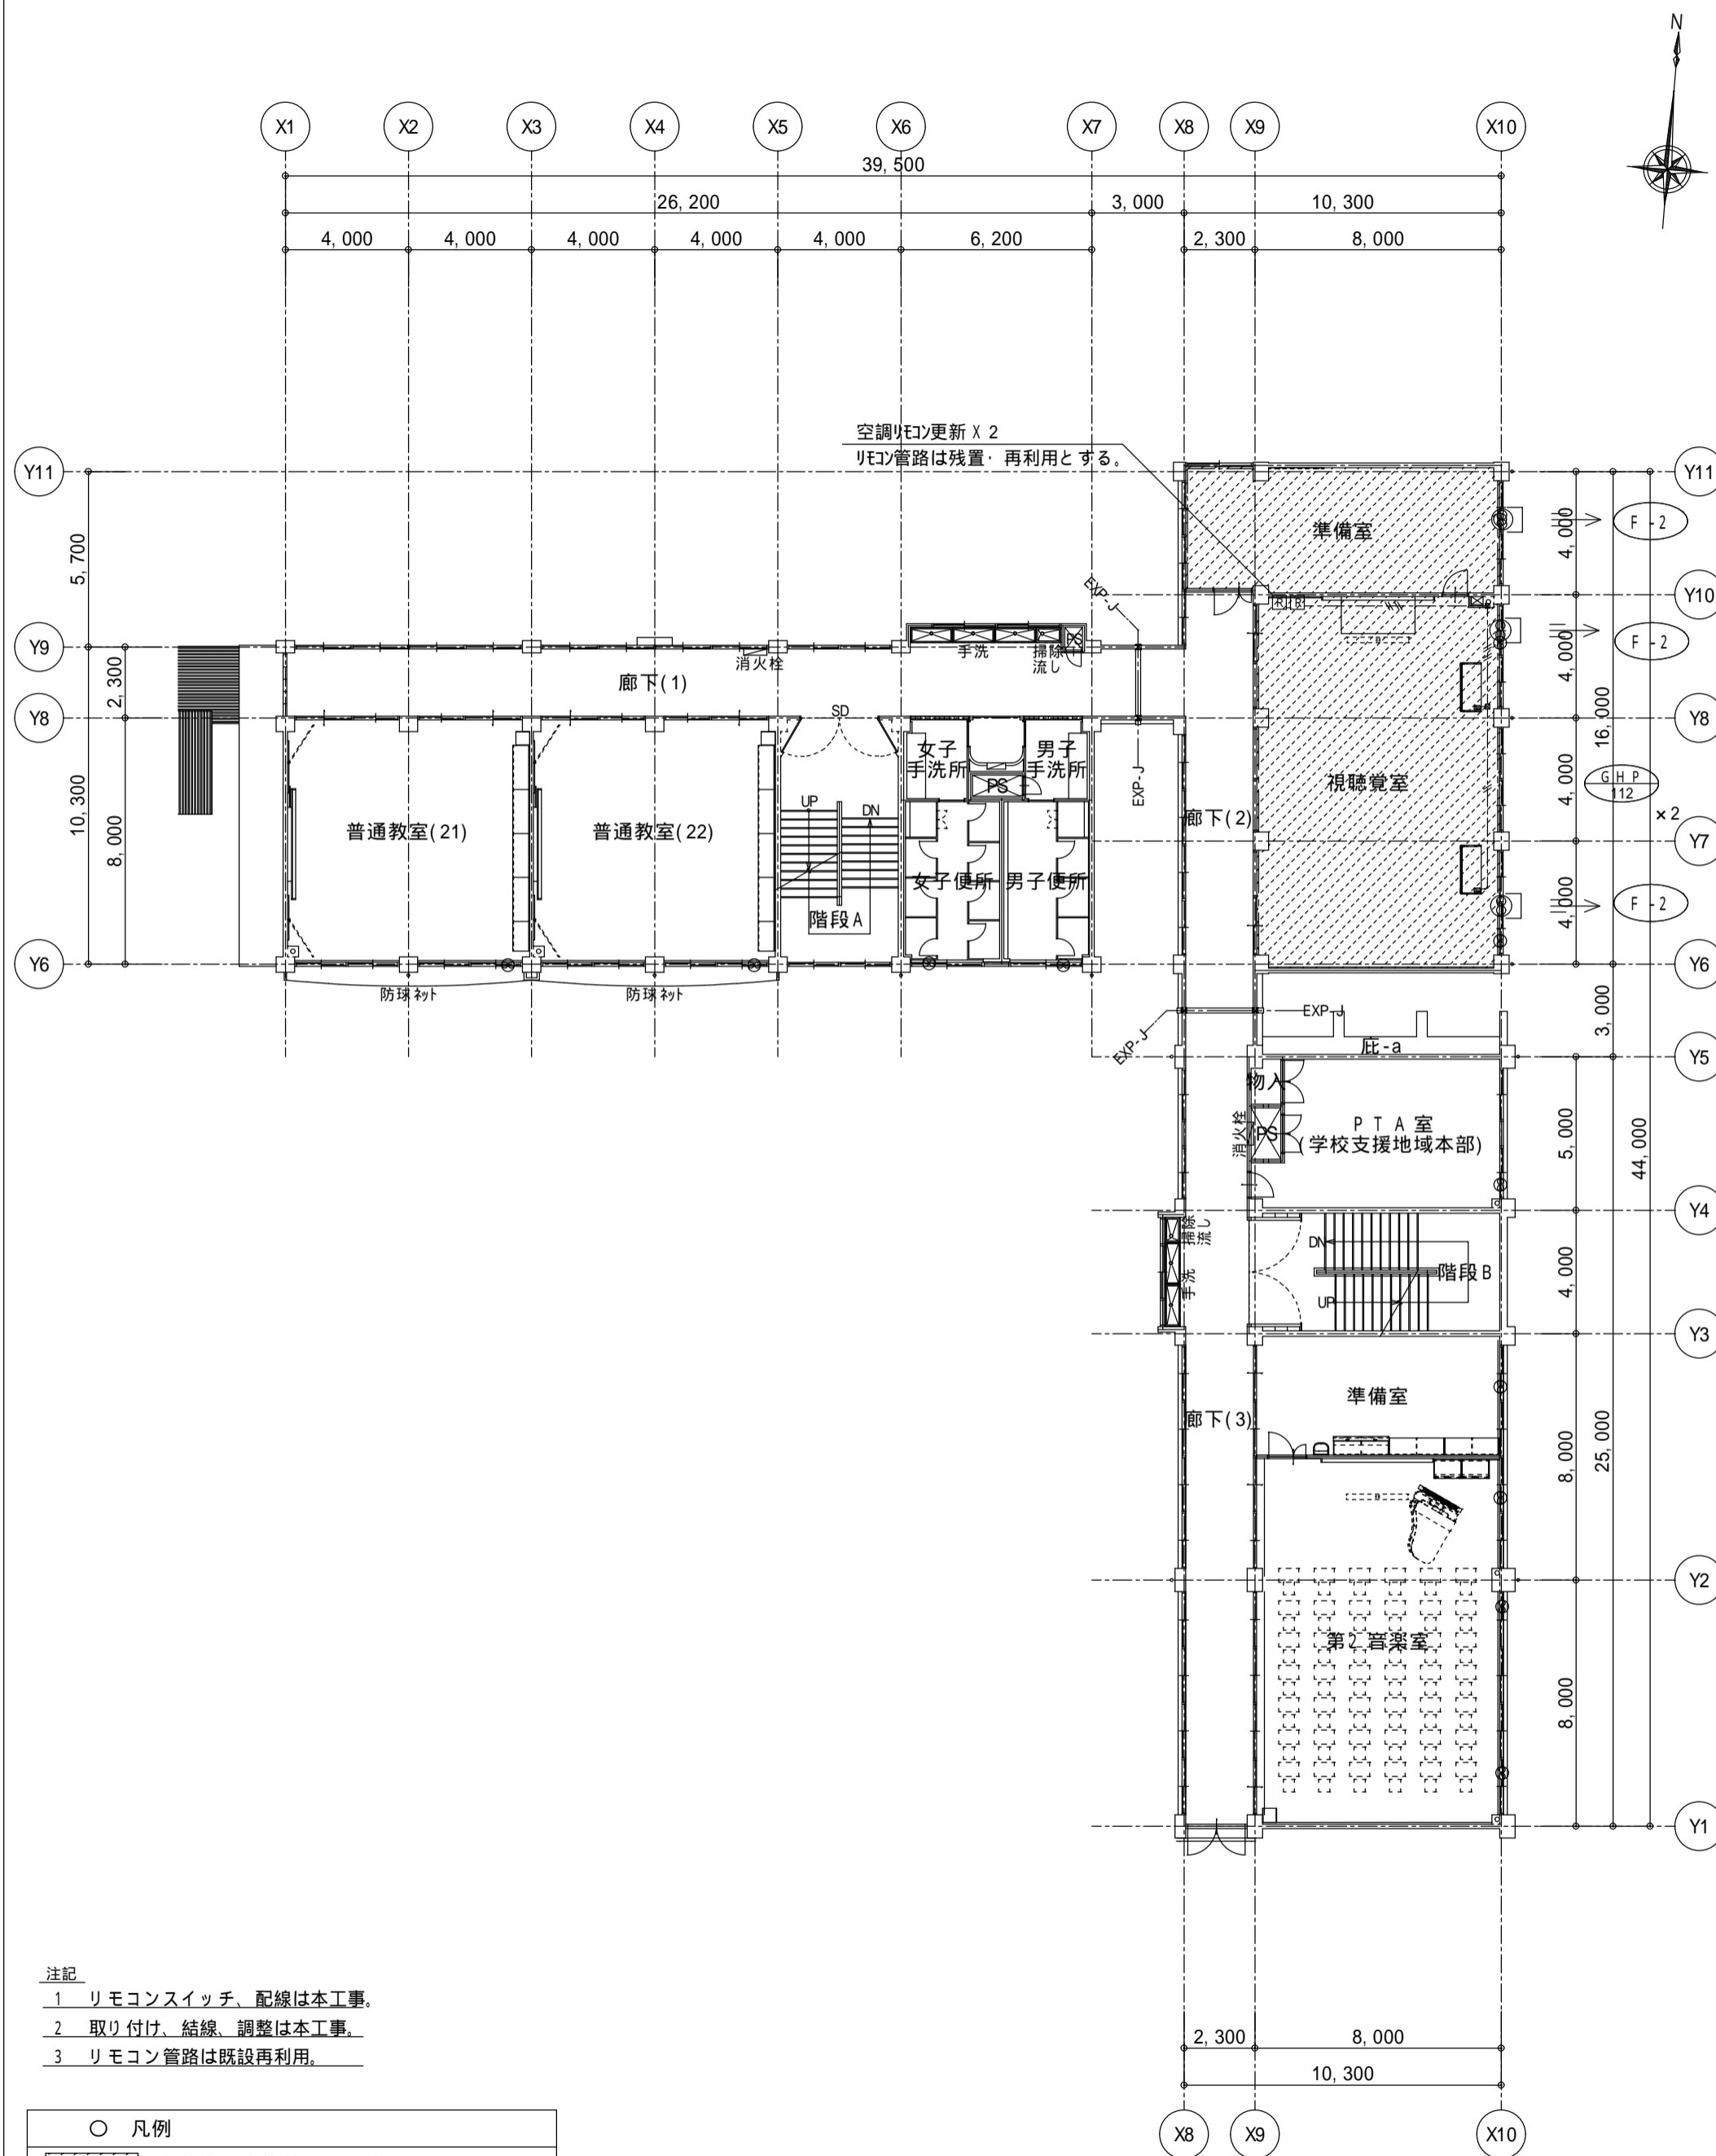 N
X1 X2 X3 X4 X5 X6 X7 X8 X9 X10
39,500
26,200 3,000 10,300
4,000 4,000 4,000 4,000 4,000 6,200 2,300 8,000
空調リモコン更新 X 2
リモコン管路は残置・再利用とする。
Y11
Y9
Y8
Y6
5,700
2,300
10,300
8,000
準備室
EXP-J
R R
手洗
掃除
流し
PS
消火栓
廊下(1)
SD
女子
手洗所
男子
手洗所
PS
EXP-J
普通教室(21)
普通教室(22)
UP
DN
階段A
女子便所
男子便所
防球ネット
防球ネット
廊下(2)
視聴覚室
F-2
F-2
GHP
112
×2
F-2
Y11
Y10
Y8
Y7
Y6
Y5
Y4
Y3
Y2
Y1
4,000
4,000
4,000
4,000
16,000
3,000
5,000
4,000
8,000
8,000
25,000
44,000
EXP-J
EXP-J
庇-a
物入
PS
消火栓
PTA室
(学校支援地域本部)
掃除
流し
手洗
DN
UP
階段B
廊下(3)
準備室
第2音楽室
2,300 8,000
10,300
X8 X9 X10
注記
1 リモコンスイッチ、配線は本工事。
2 取り付け、結線、調整は本工事。
3 リモコン管路は既設再利用。
○ 凡例